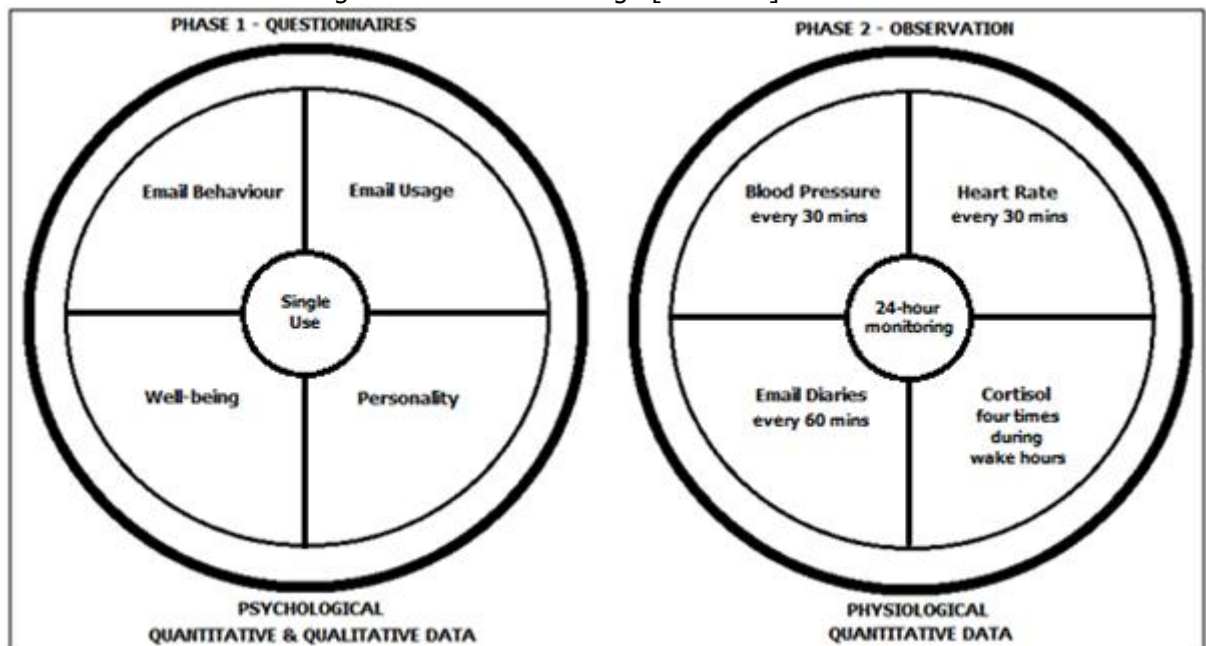 PHASE 1 - QUESTIONNAIRES
Email Behaviour
Email Usage
Single
Use
Well-being
Personality
PSYCHOLOGICAL
QUANTITATIVE & QUALITATIVE DATA
PHASE 2 - OBSERVATION
Blood Pressure
every 30 mins
Heart Rate
every 30 mins
24-hour
monitoring
Email Diaries
every 60 mins
Cortisol
four times
during
wake hours
PHYSIOLOGICAL
QUANTITATIVE DATA